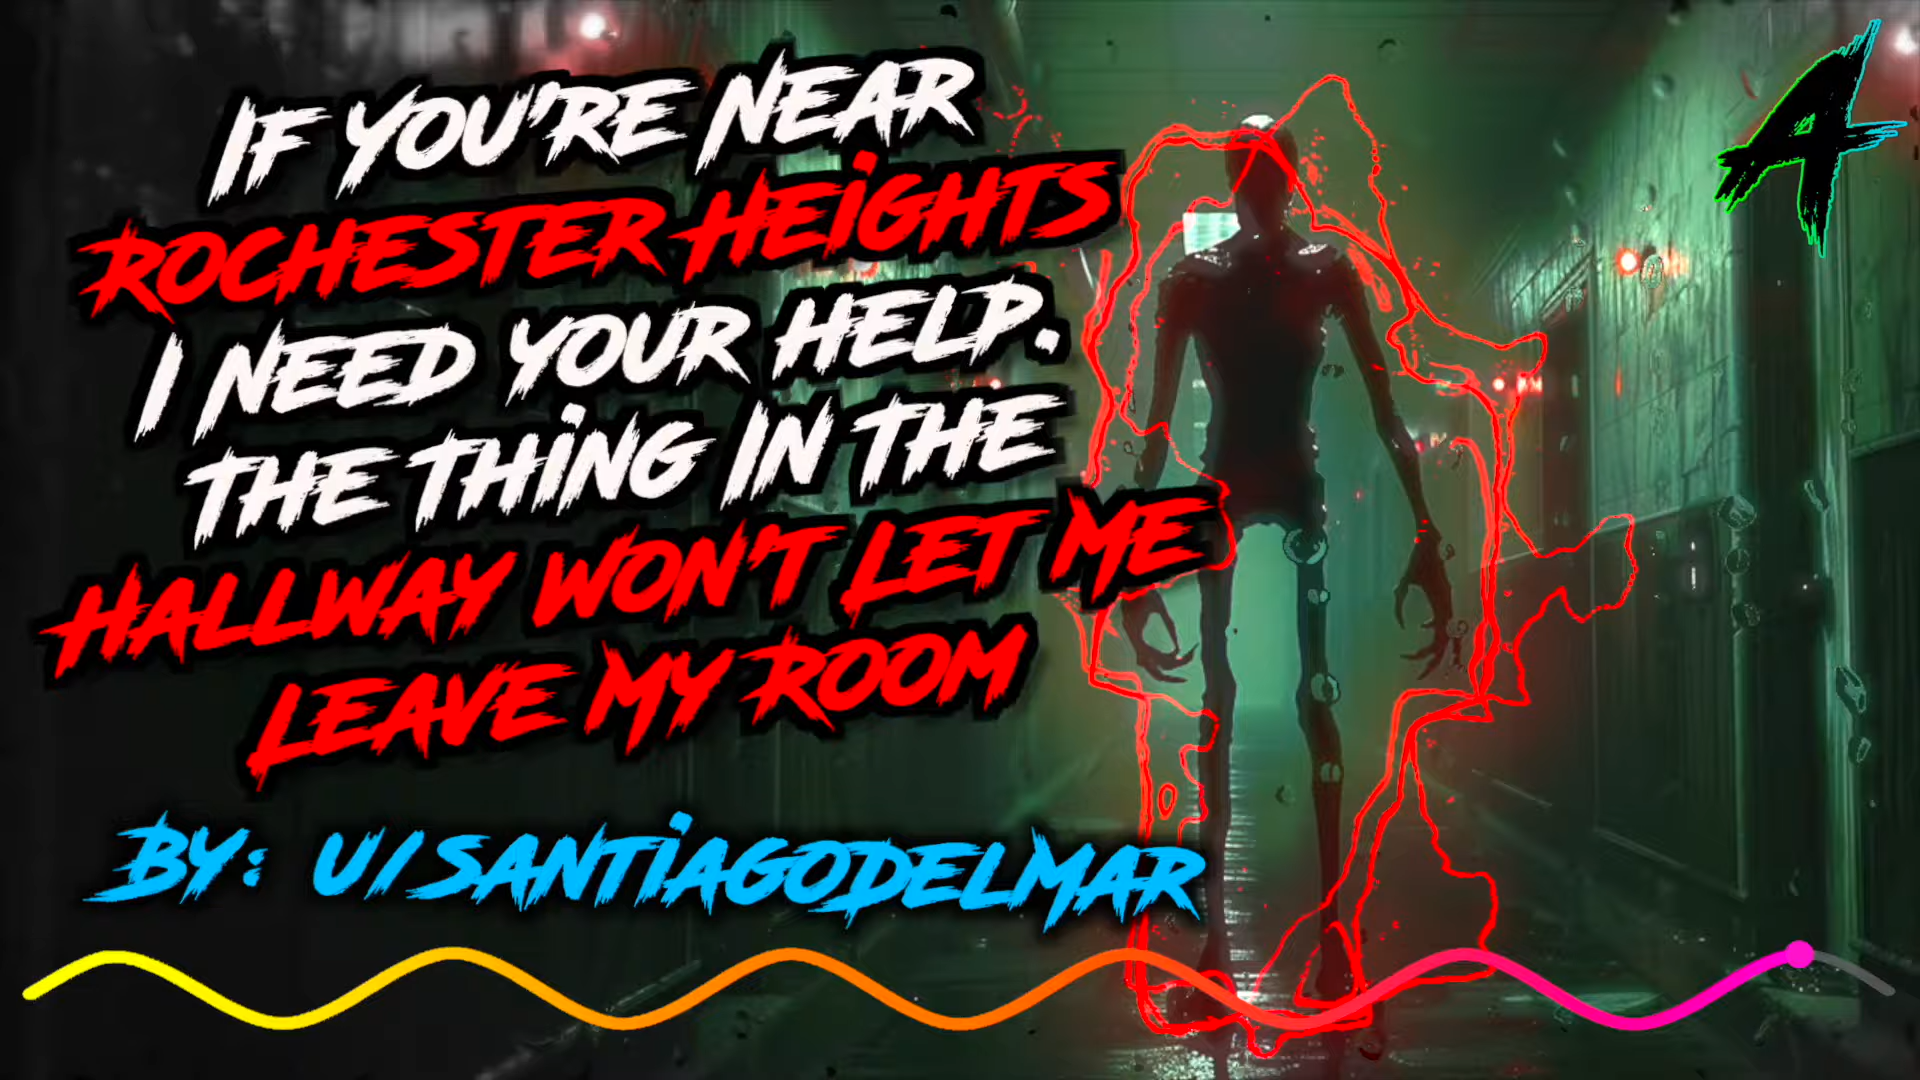 IF YOU'RE NEAR
ROCHESTER HEIGHTS
I NEED YOUR HELP.
THE THING IN THE
HALLWAY WON'T LET ME
LEAVE MY ROOM
BY: U/SANTIAGODELMAR
A